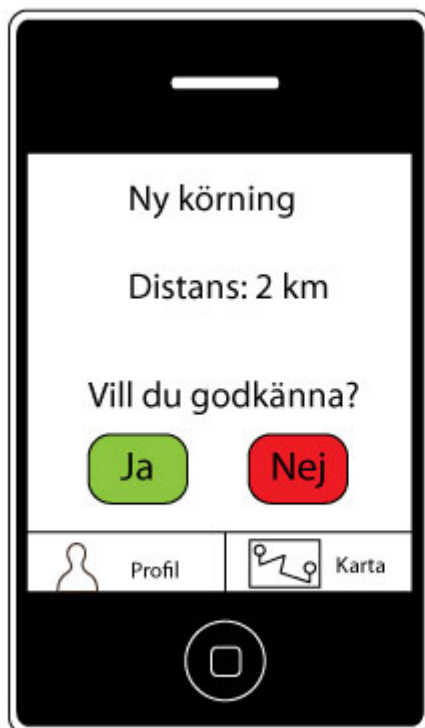 Ny körning
Distans: 2 km
Vill du godkänna?
Ja Nej
Profil Karta